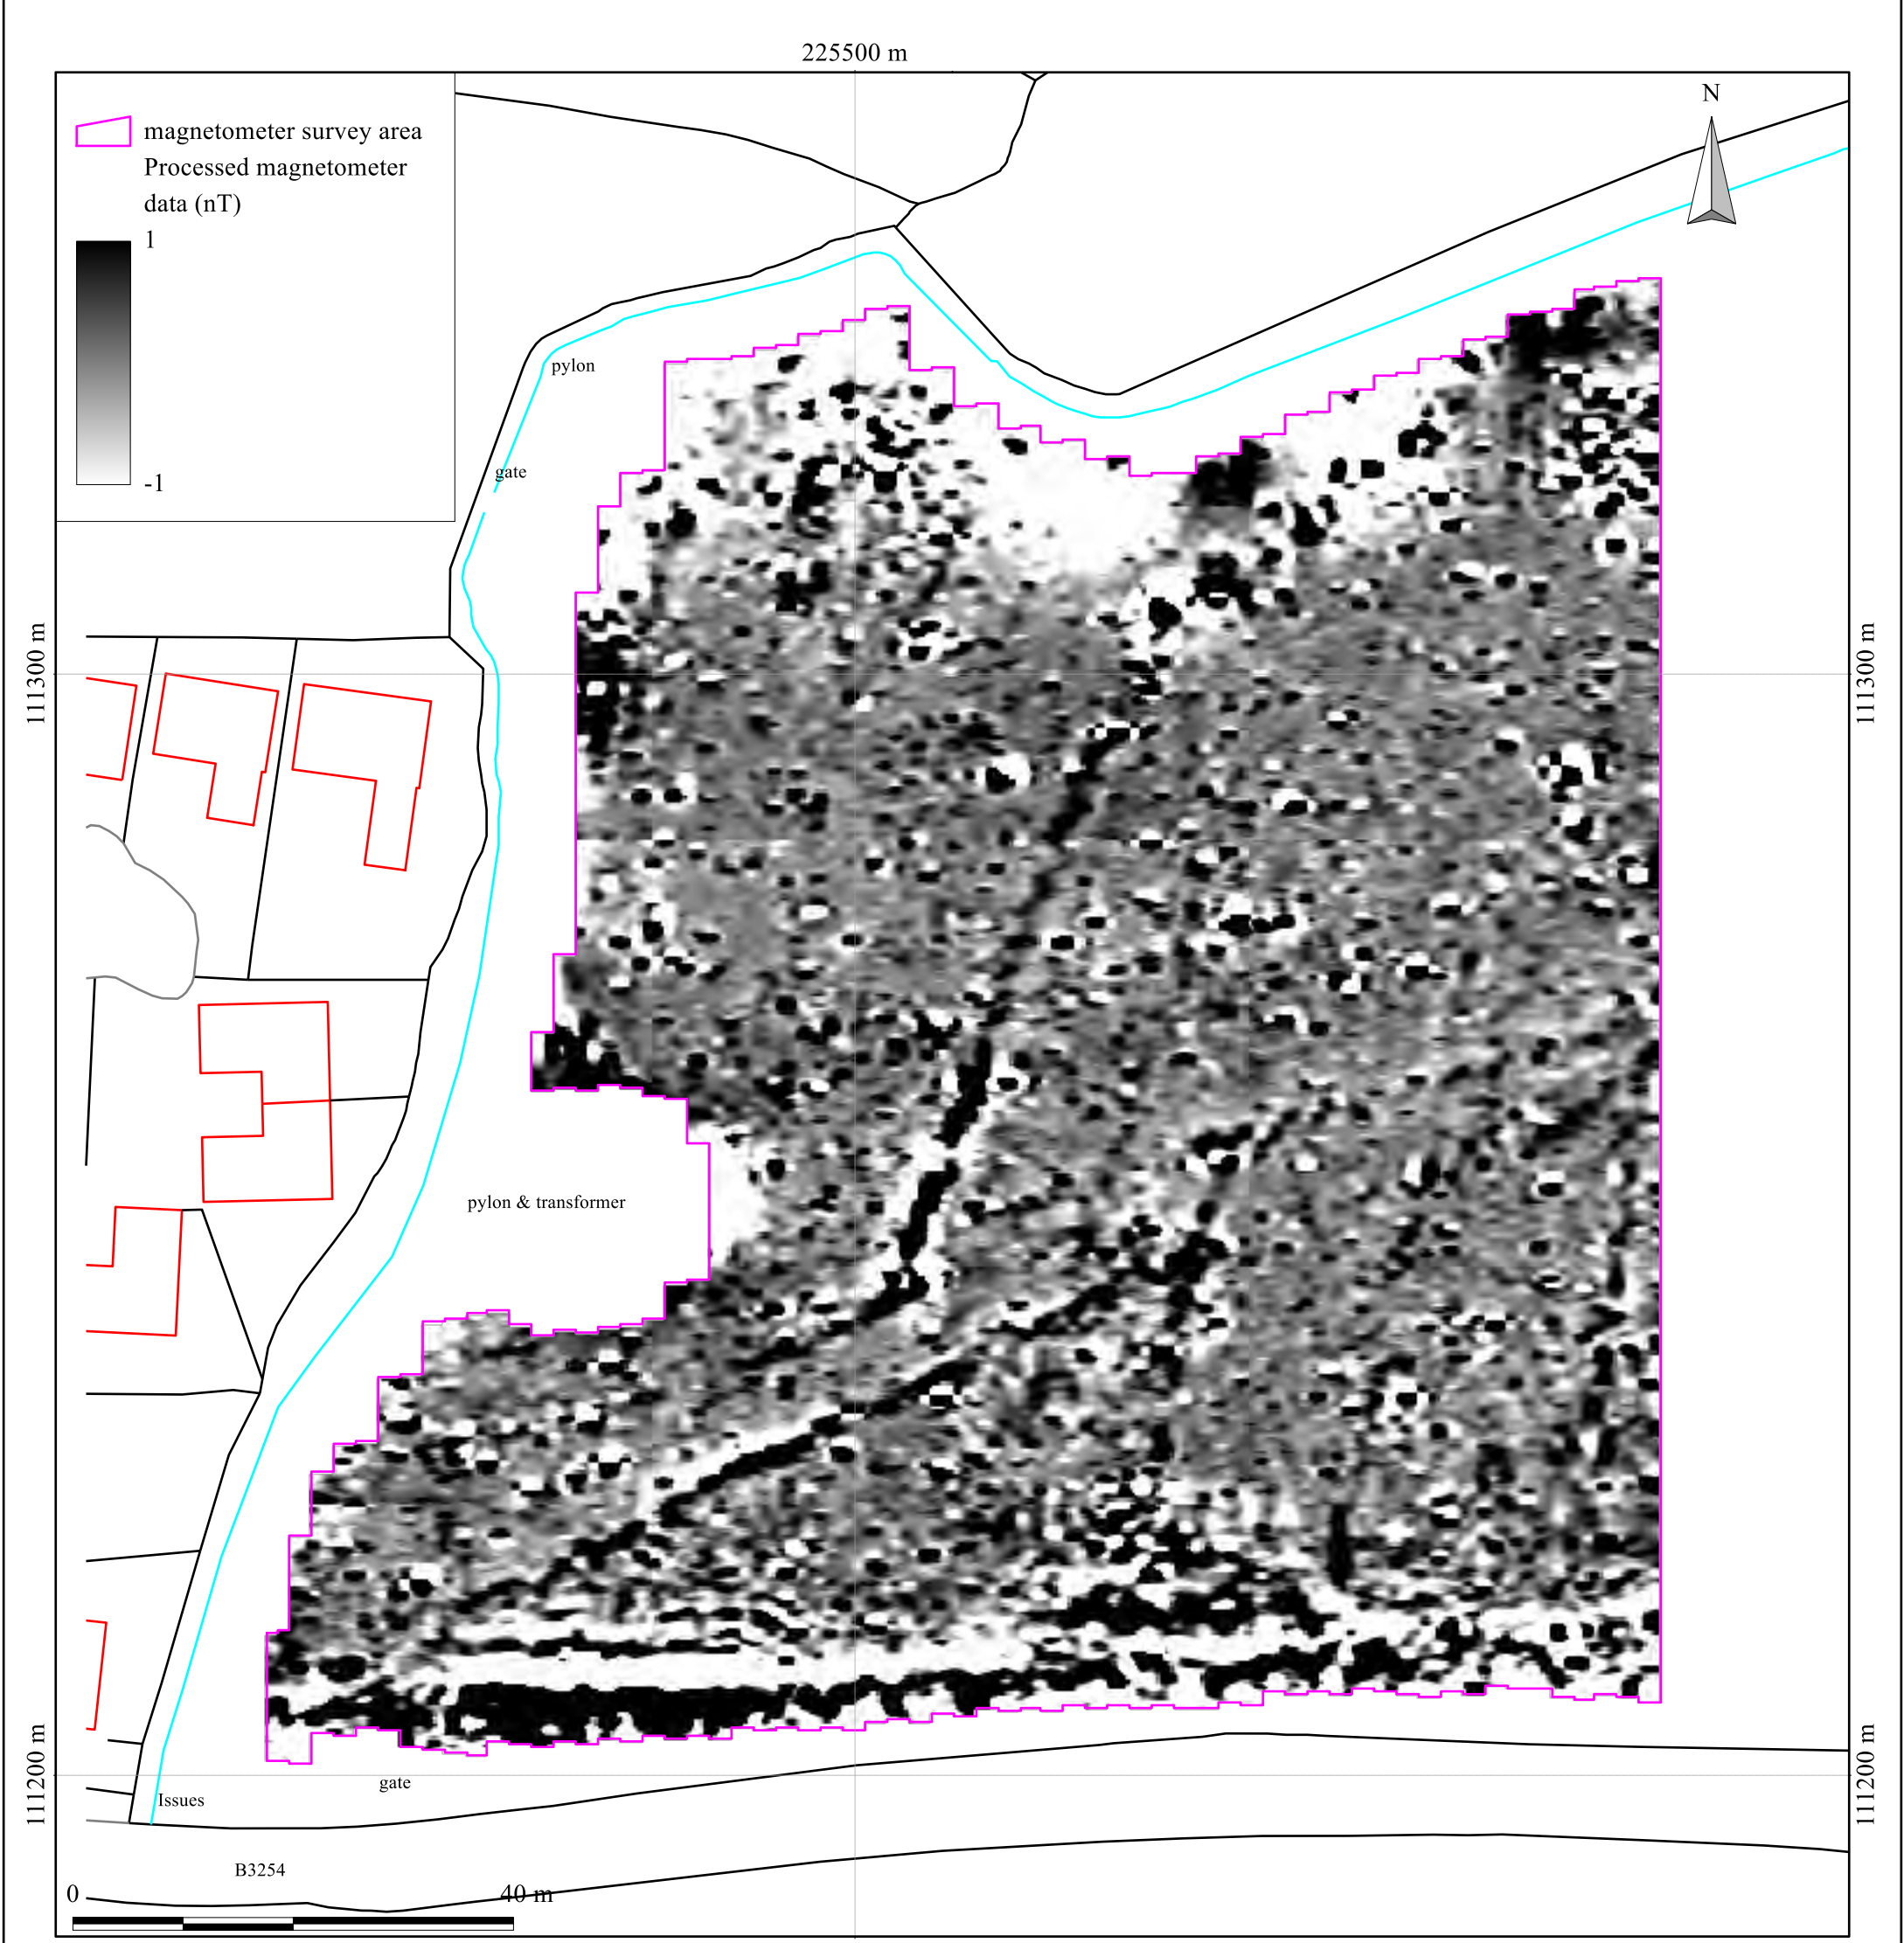 225500 m
N
magnetometer survey area
Processed magnetometer
data (nT)
1
-1
pylon
gate
111300 m
111300 m
pylon & transformer
111200 m
111200 m
gate
Issues
B3254
0
40 m